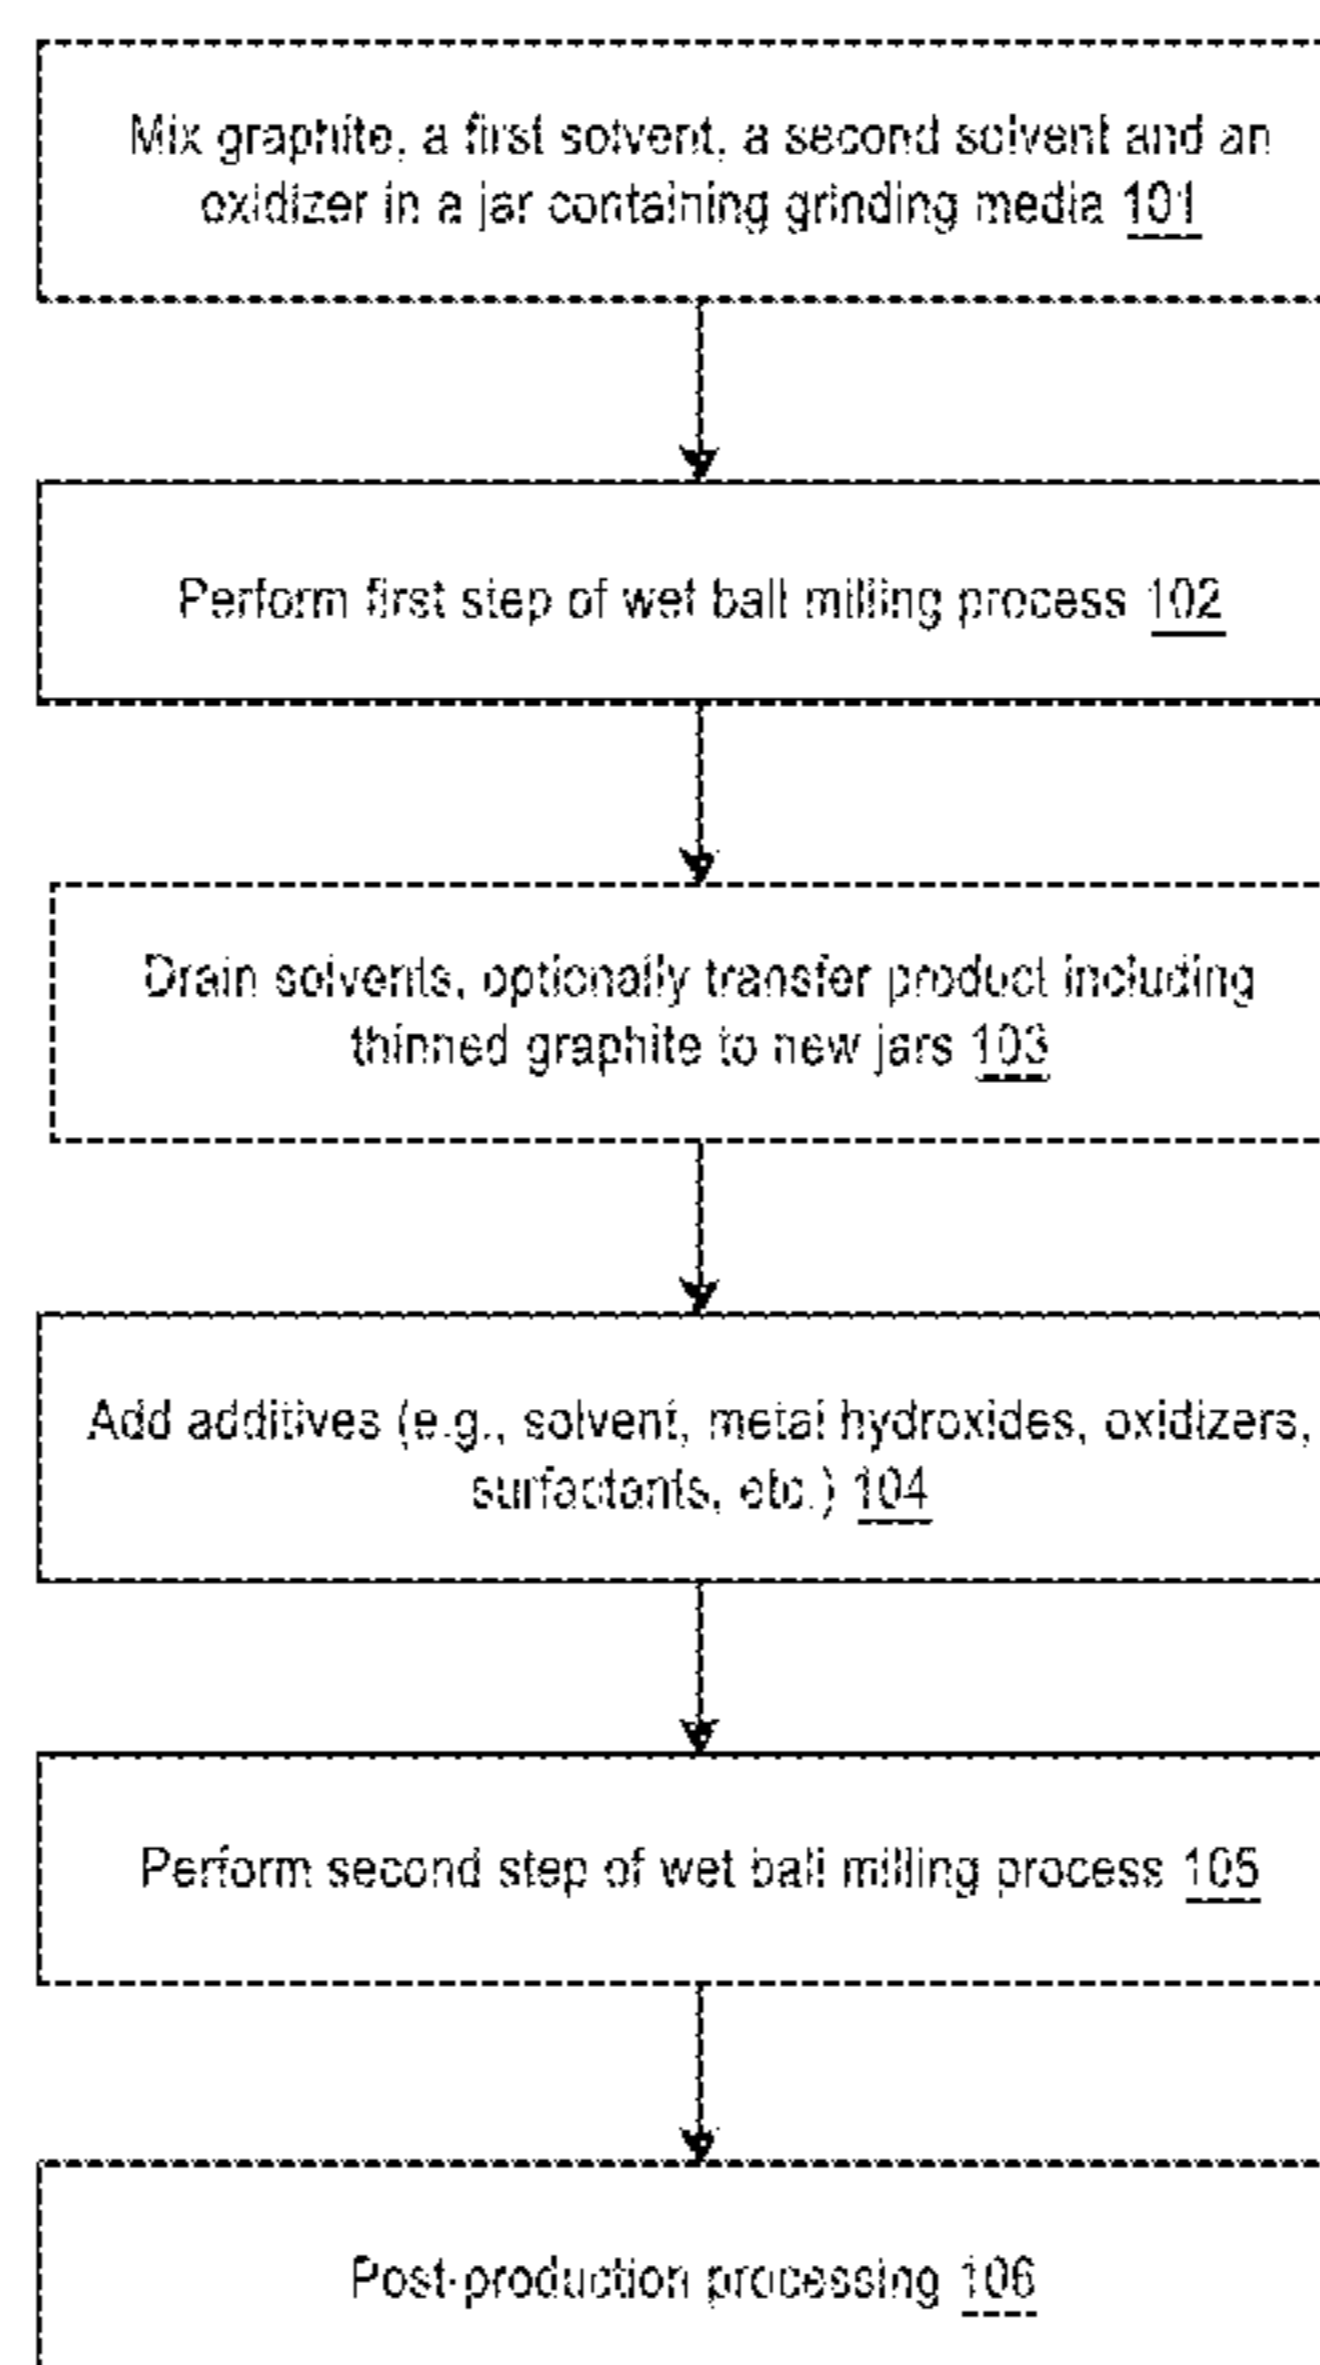 Mix graphite, a first solvent, a second solvent and an
oxidizer in a jar containing grinding media 101
Perform first step of wet ball milling process 102
Drain solvents, optionally transfer product including
thinned graphite to new jars 103
Add additives (e.g., solvent, metal hydroxides, oxidizers,
surfactants, etc.) 104
Perform second step of wet ball milling process 105
Post-production processing 106